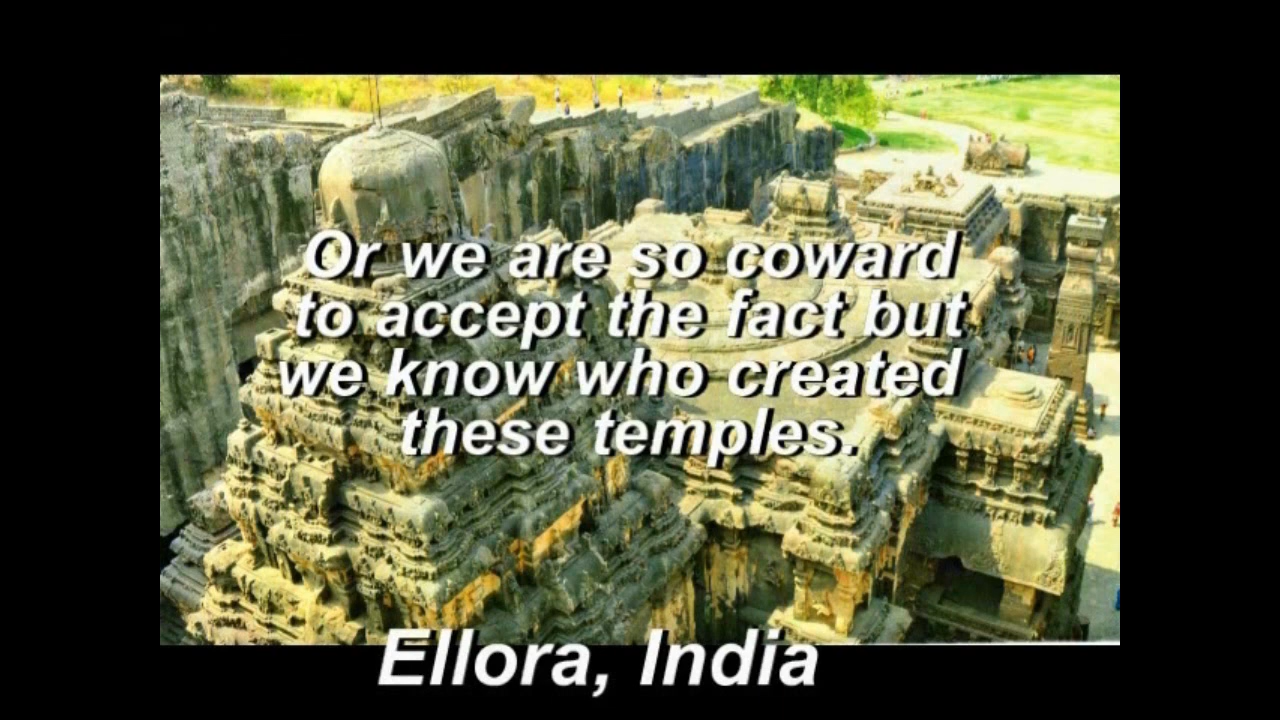 Or we are so coward
to accept the fact but
we know who created
these temples.
Ellora, India